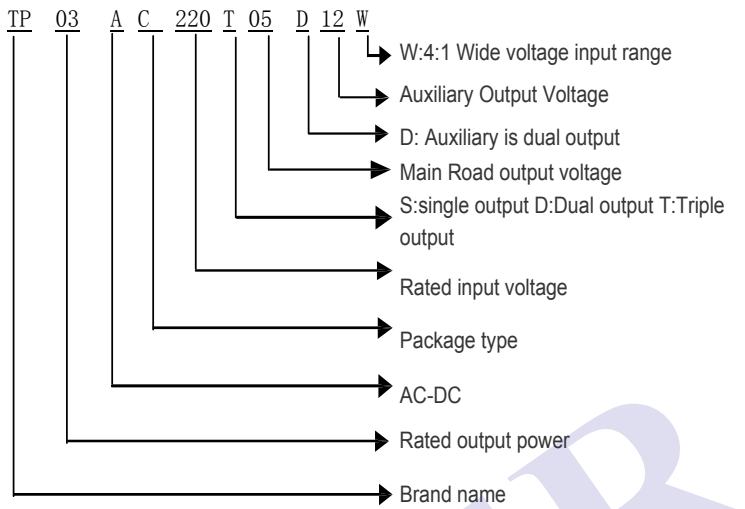 TP 03 A C 220 T 05 D 12 W
W:4:1 Wide voltage input range
Auxiliary Output Voltage
D: Auxiliary is dual output
Main Road output voltage
S:single output D:Dual output T:Triple
output
Rated input voltage
Package type
AC-DC
Rated output power
Brand name